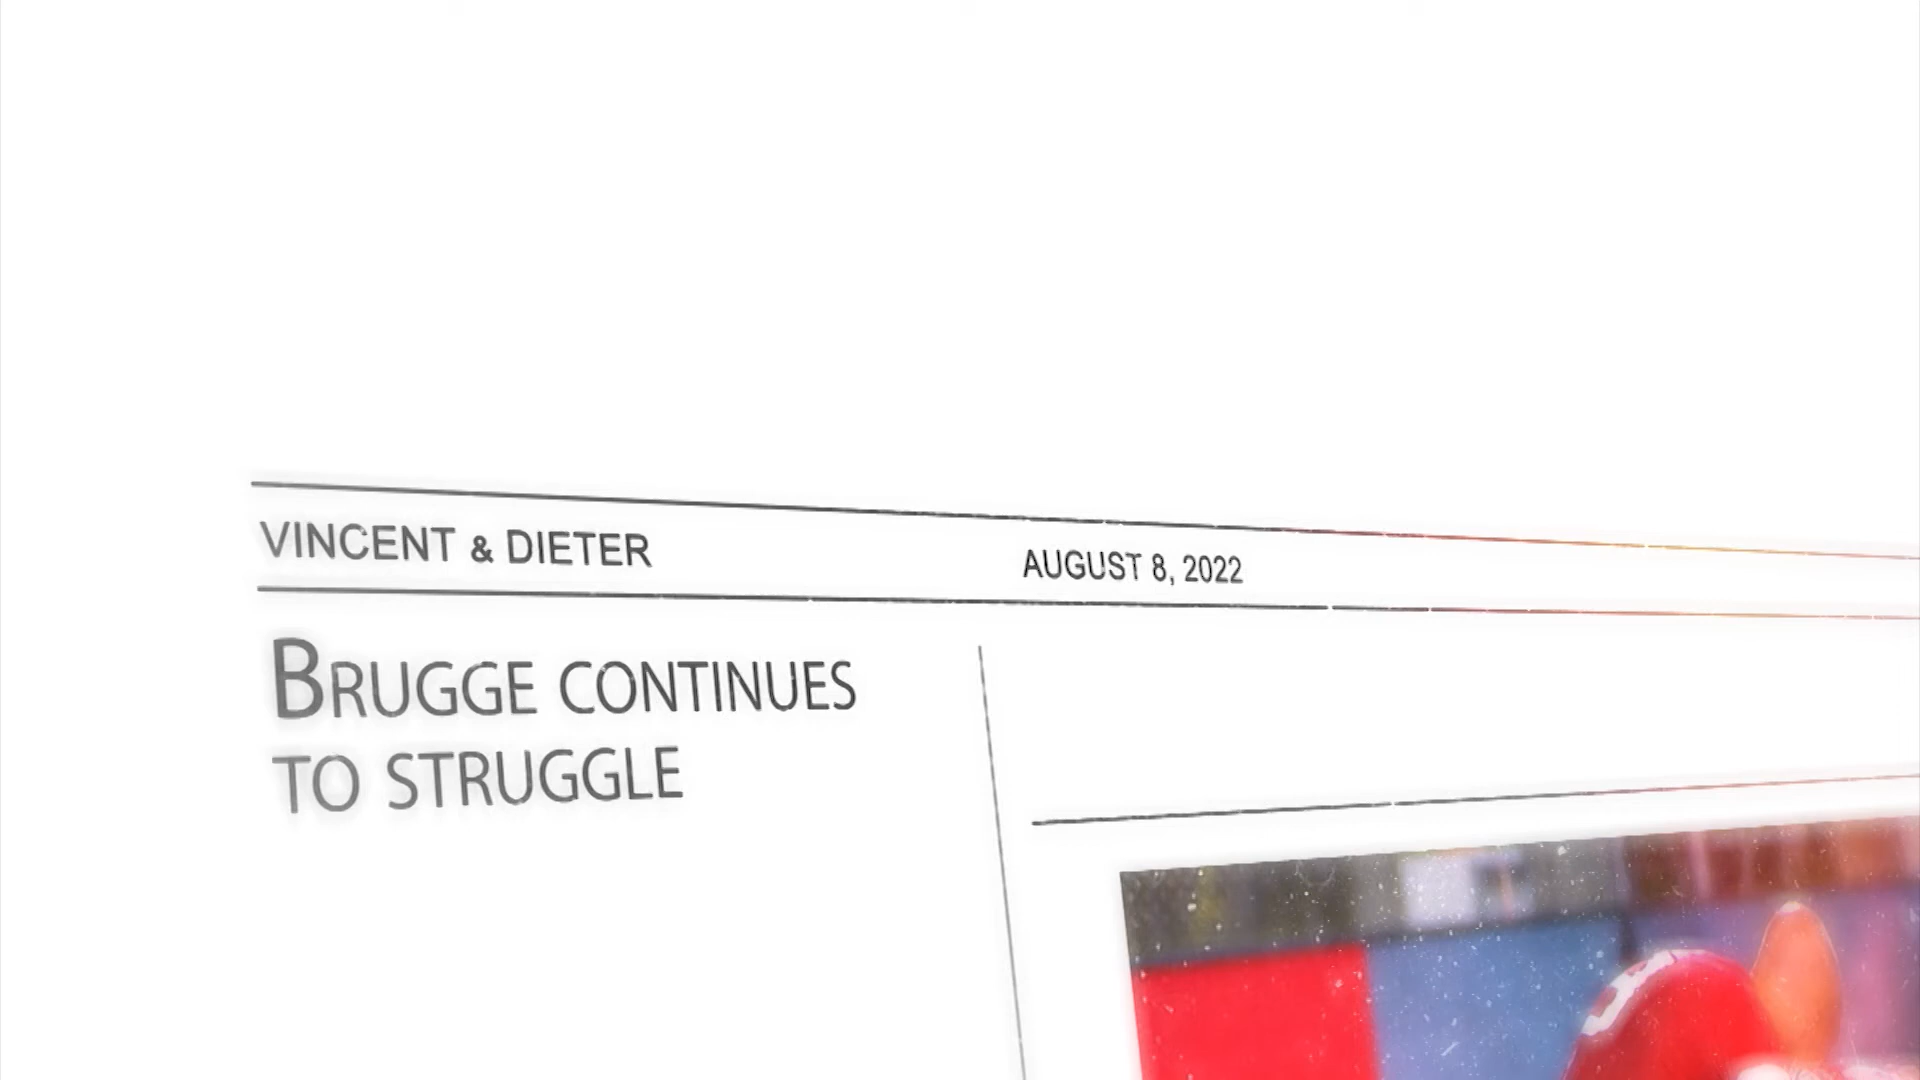 VINCENT & DIETER
AUGUST 8, 2022
BRUGGE CONTINUES
TO STRUGGLE